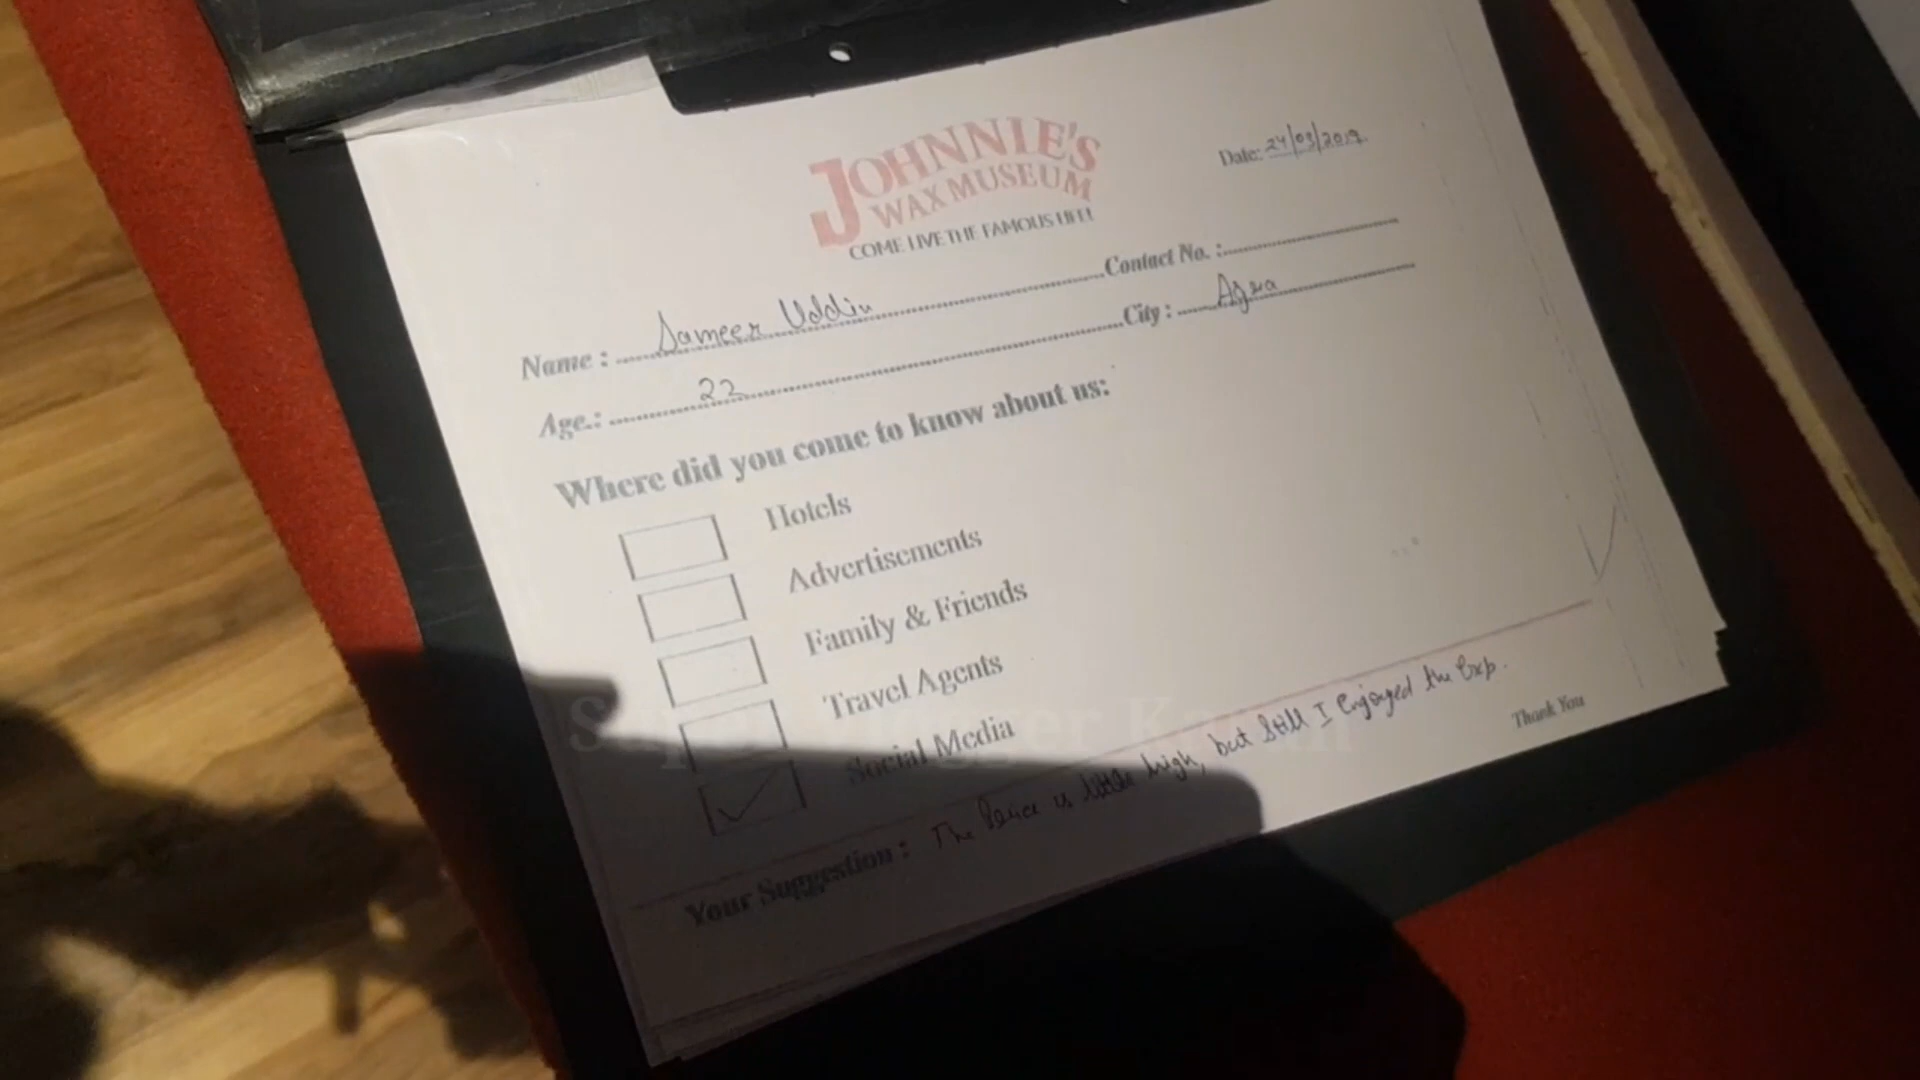 JOHNNIE'S
WAX MUSEUM
COME LIVE THE FAMOUS LIFE!
Date: 24/03/2019
Name : Sameer Uddin Contact No. :
Age.: 22 City : Agra
Where did you come to know about us:
Hotels
Advertisements
Family & Friends
Travel Agents
Social Media
Your Suggestion : The Price is little high, but still I enjoyed the Exp.
Thank You